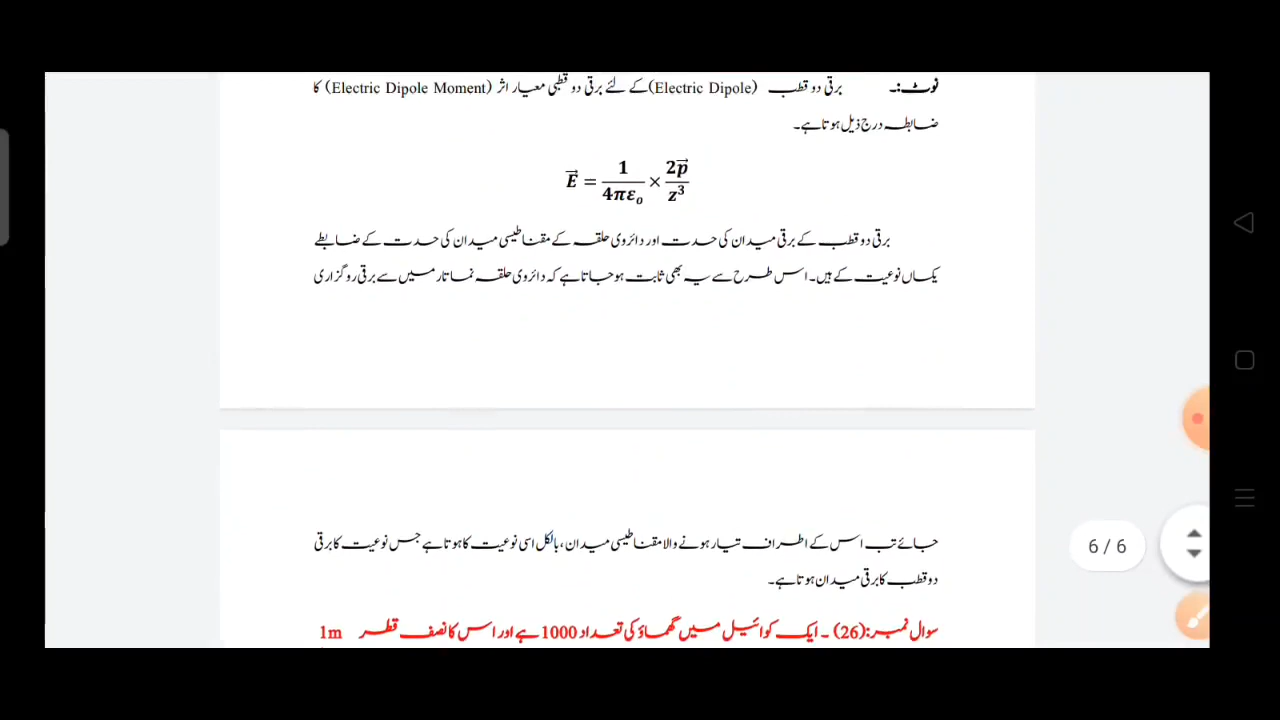 نوٹ:۔ برقی دو قطب (Electric Dipole)کے لئے برقی دو قطبی معیار اثر (Electric Dipole Moment) کا
ضابطہ درج ذیل ہوتا ہے۔
E⃗ = 1/4πε₀ × 2p⃗/z³
برقی دو قطب کے برقی میدان کی حدت اور دائروی حلقہ کے مقناطیسی میدان کی حدت کے ضابطے
یکساں نوعیت کے ہیں۔ اس طرح سے یہ بھی ثابت ہو جاتا ہے کہ دائروی حلقہ نما تار میں سے برقی رو گزاری
جائے تب اس کے اطراف تیار ہونے والا مقناطیسی میدان، بالکل اسی نوعیت کا ہوتا ہے جس نوعیت کا برقی
دو قطب کا برقی میدان ہوتا ہے۔
6 / 6
سوال نمبر:(26) ۔ ایک کوائیل میں گھماؤ کی تعداد 1000 ہے اور اس کا نصف قطر 1m